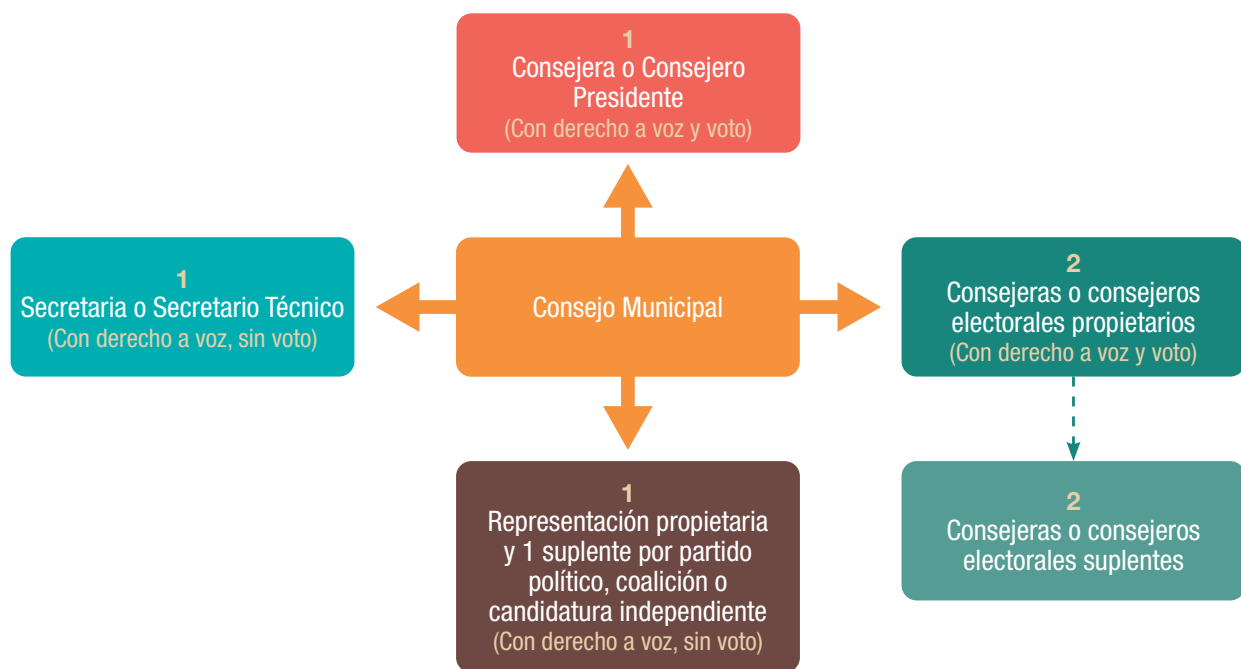 1
Consejera o Consejero
Presidente
(Con derecho a voz y voto)
1
Secretaria o Secretario Técnico
(Con derecho a voz, sin voto)
Consejo Municipal
2
Consejeras o consejeros
electorales propietarios
(Con derecho a voz y voto)
1
Representación propietaria
y 1 suplente por partido
político, coalición o
candidatura independiente
(Con derecho a voz, sin voto)
2
Consejeras o consejeros
electorales suplentes